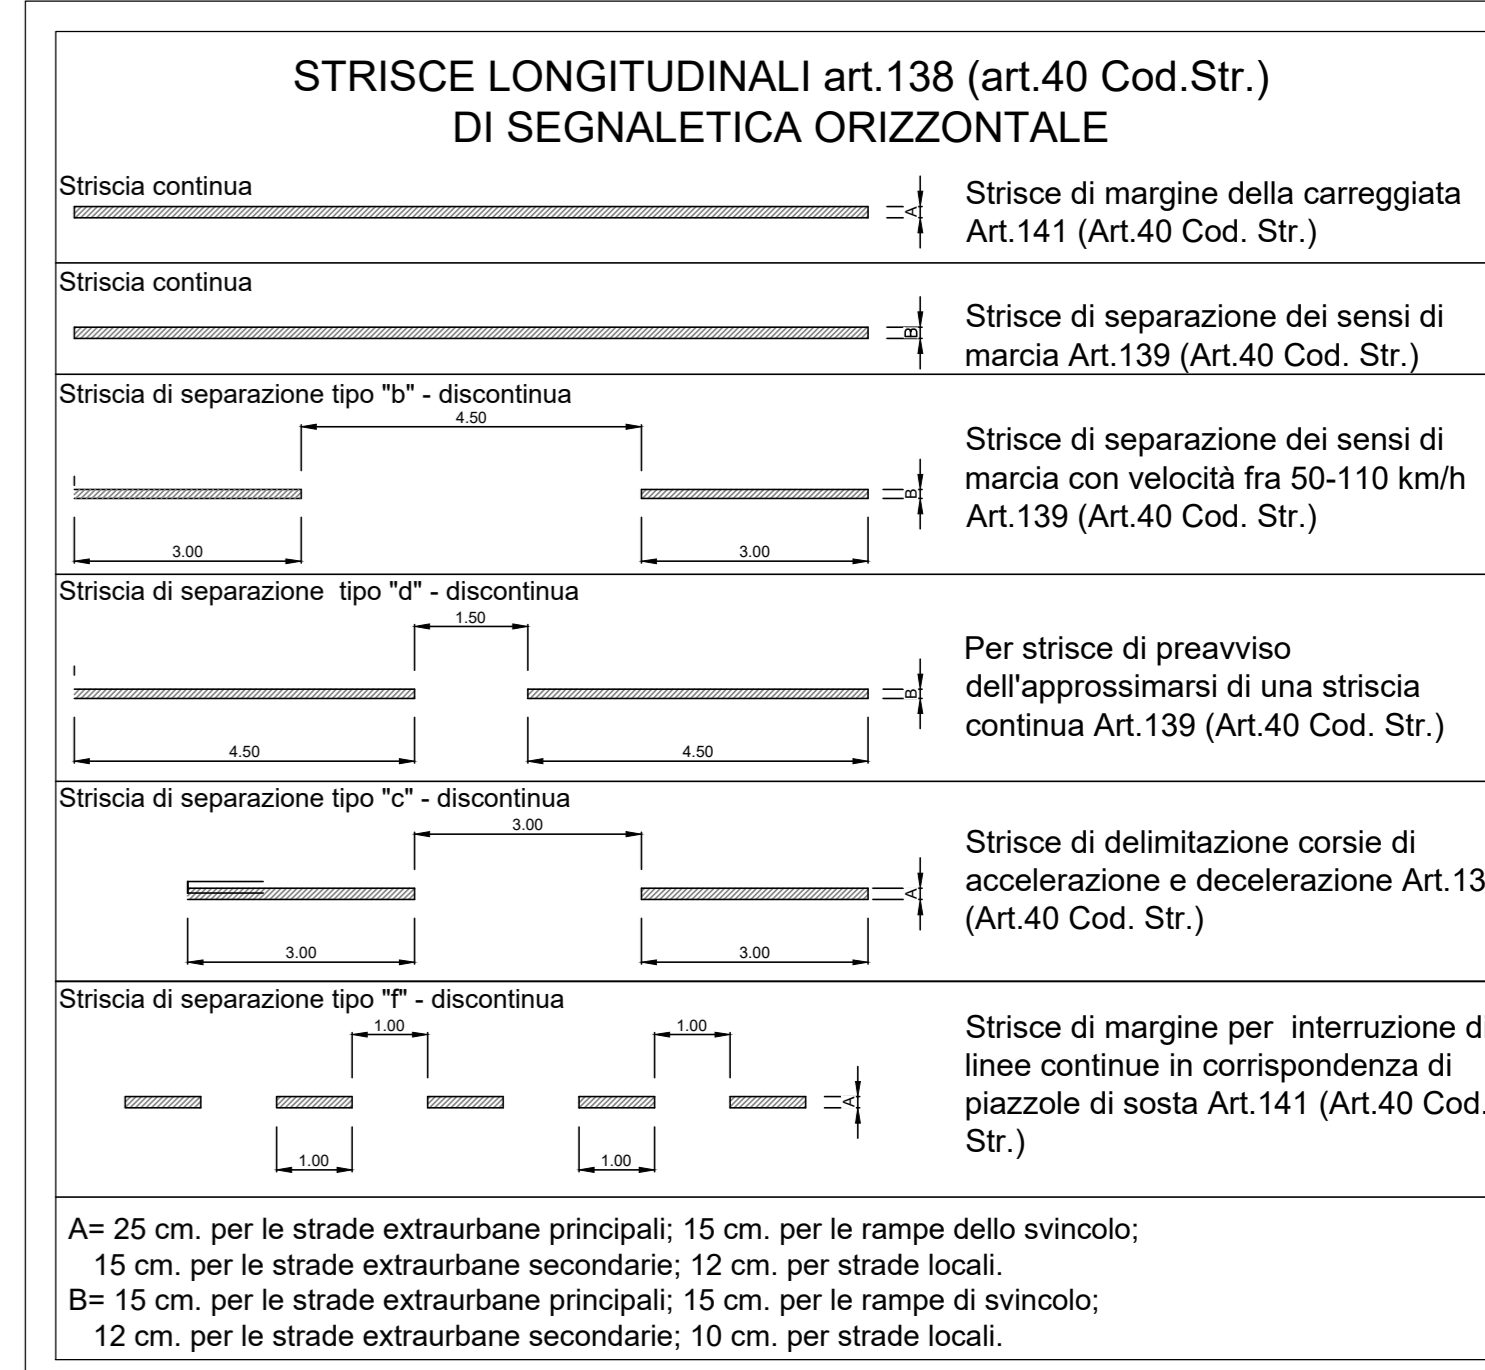 STRISCE LONGITUDINALI art.138 (art.40 Cod.Str.)
DI SEGNALETICA ORIZZONTALE
Striscia continua
A
Strisce di margine della carreggiata
Art.141 (Art.40 Cod. Str.)
Striscia continua
B
Strisce di separazione dei sensi di
marcia Art.139 (Art.40 Cod. Str.)
Striscia di separazione tipo "b" - discontinua
4.50
B
3.00
3.00
Strisce di separazione dei sensi di
marcia con velocità fra 50-110 km/h
Art.139 (Art.40 Cod. Str.)
Striscia di separazione  tipo "d" - discontinua
1.50
B
4.50
4.50
Per strisce di preavviso
dell'approssimarsi di una striscia
continua Art.139 (Art.40 Cod. Str.)
Striscia di separazione tipo "c" - discontinua
3.00
A
3.00
3.00
Strisce di delimitazione corsie di
accelerazione e decelerazione Art.13
(Art.40 Cod. Str.)
Striscia di separazione tipo "f" - discontinua
1.00
1.00
A
1.00
1.00
Strisce di margine per  interruzione di
linee continue in corrispondenza di
piazzole di sosta Art.141 (Art.40 Cod.
Str.)
A= 25 cm. per le strade extraurbane principali; 15 cm. per le rampe dello svincolo;
15 cm. per le strade extraurbane secondarie; 12 cm. per strade locali.
B= 15 cm. per le strade extraurbane principali; 15 cm. per le rampe di svincolo;
12 cm. per le strade extraurbane secondarie; 10 cm. per strade locali.